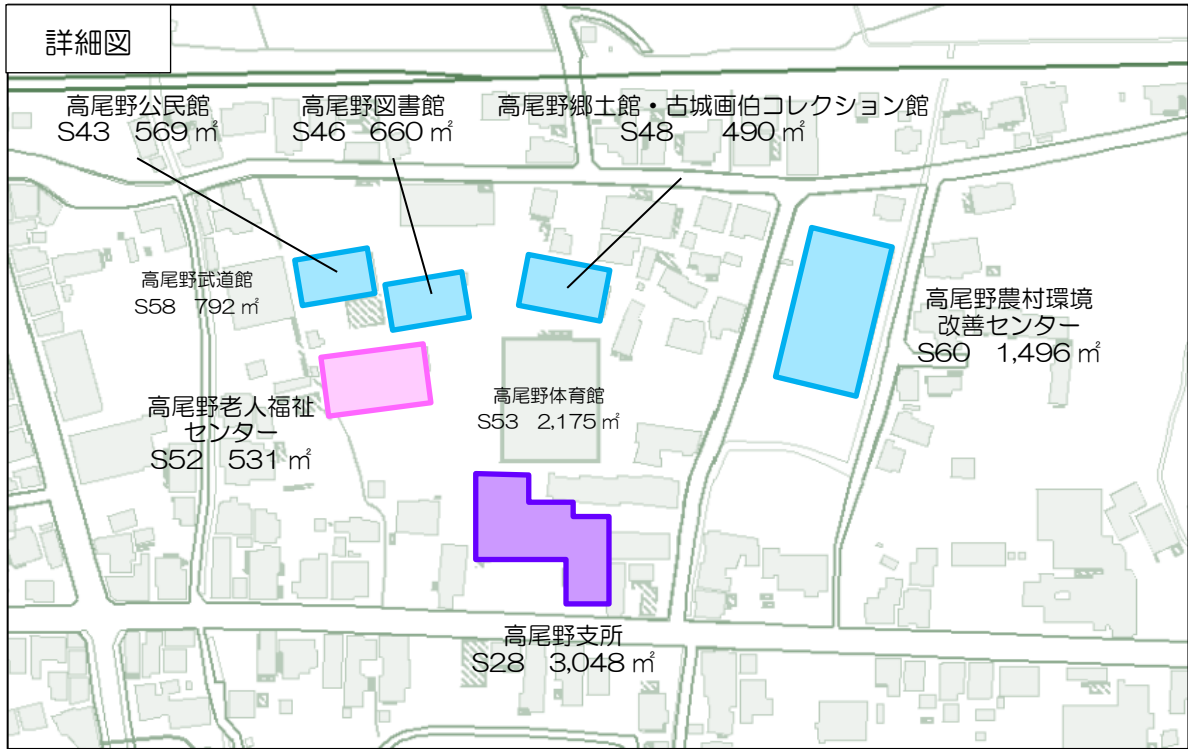 詳細図
高尾野公民館
S43 569㎡
高尾野図書館
S46 660㎡
高尾野郷土館・古城画伯コレクション館
S48 490㎡
高尾野武道館
S58 792㎡
高尾野農村環境
改善センター
S60 1,496㎡
高尾野老人福祉
センター
S52 531㎡
高尾野体育館
S53 2,175㎡
高尾野支所
S28 3,048㎡